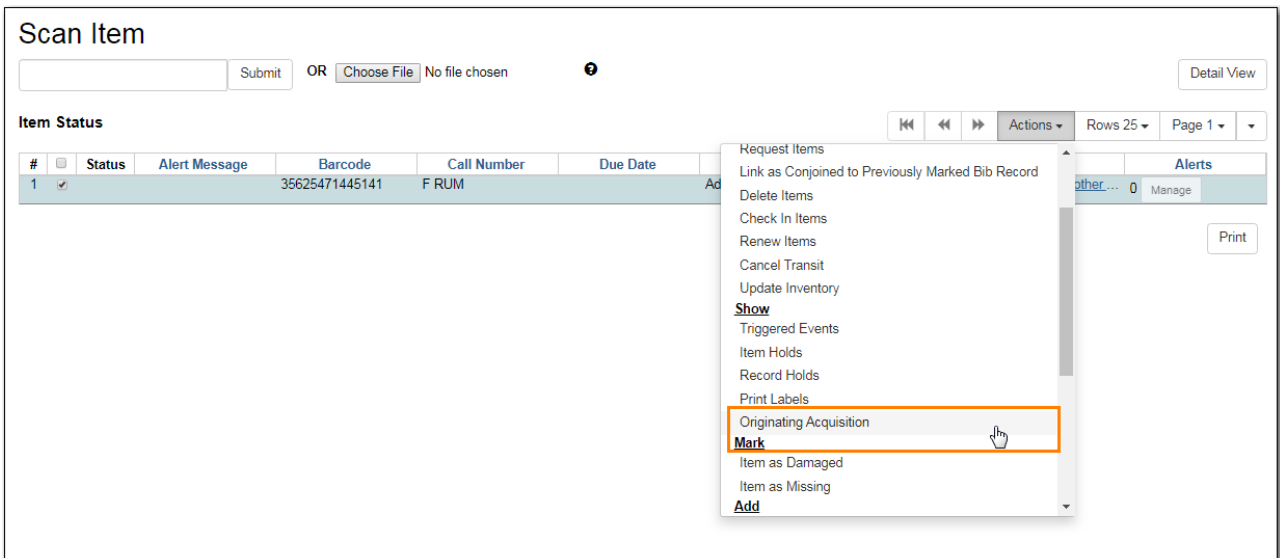 Scan Item
Submit OR Choose File No file chosen Detail View
Item Status Actions Rows 25 Page 1
# Status Alert Message Barcode Call Number Due Date Alerts
1 35625471445141 F RUM Ad other ... 0 Manage
Print
Request Items
Link as Conjoined to Previously Marked Bib Record
Delete Items
Check In Items
Renew Items
Cancel Transit
Update Inventory
Show
Triggered Events
Item Holds
Record Holds
Print Labels
Originating Acquisition
Mark
Item as Damaged
Item as Missing
Add